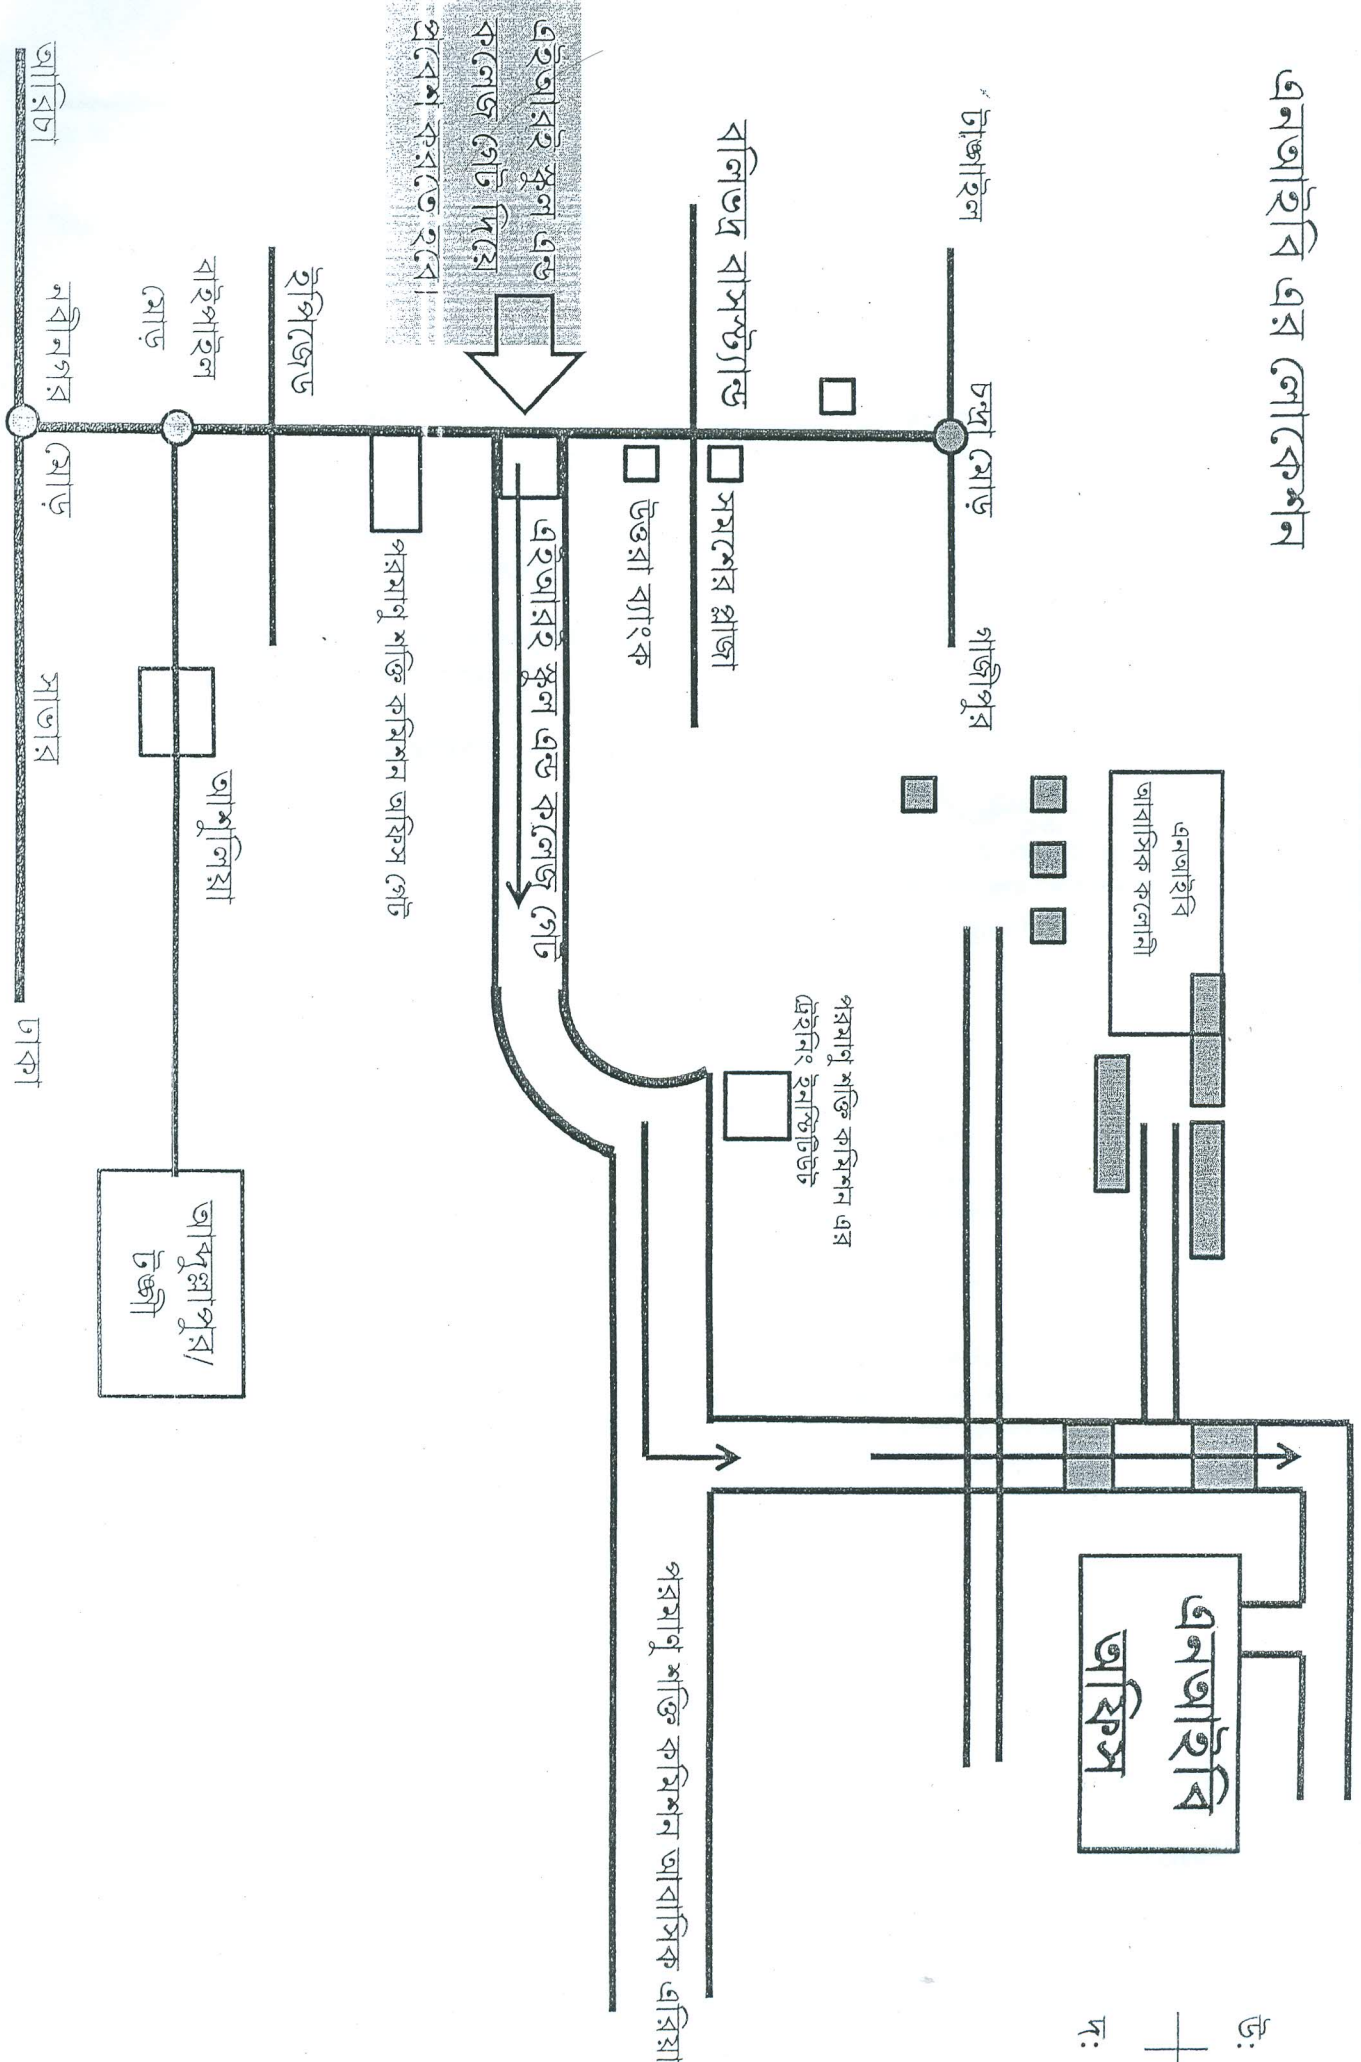 এনআইবি এর লোকেশন
উ:
দ:
টাঙ্গাইল
চন্দ্রা মোড়
গাজীপুর
এনআইবি
আবাসিক কলোনী
এনআইবি
অফিস
পরমাণু শক্তি কমিশন এর
ট্রেইনিং ইনস্টিটিউট
বলিভদ্র বাসস্ট্যান্ড
সমশের প্লাজা
উত্তরা ব্যাংক
পরমাণু শক্তি কমিশন আবাসিক এরিয়া
এইআরই স্কুল এন্ড
কলেজ গেট দিয়ে
প্রবেশ করতে হবে।
এইআরই স্কুল এন্ড কলেজ গেট
পরমাণু শক্তি কমিশন অফিস গেট
ইপিজেড
বাইপাইল
মোড়
আশুলিয়া
আব্দুল্লাপুর/
টঙ্গী
আরিচা
নবীনগর মোড়
সাভার
ঢাকা